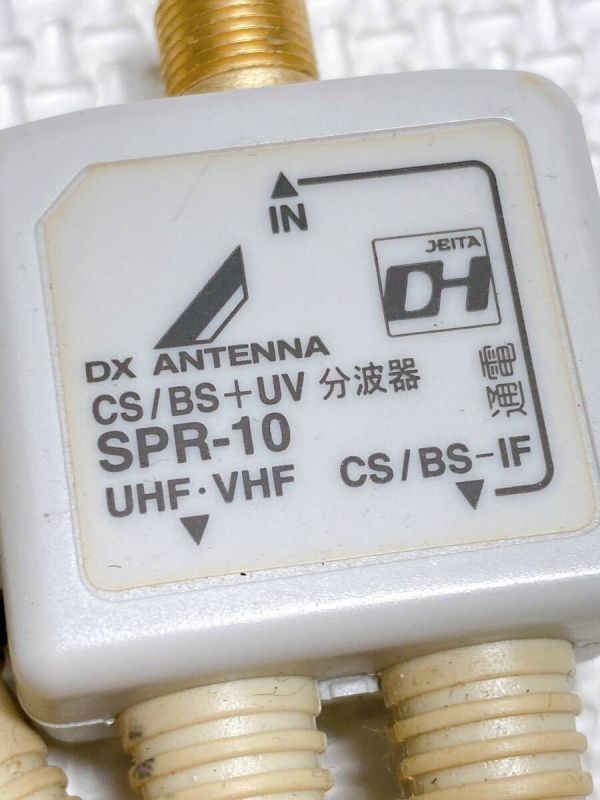 IN
JEITA
DH
DX ANTENNA
CS/BS+UV 分波器
SPR-10
UHF・VHF
CS/BS-IF
通電